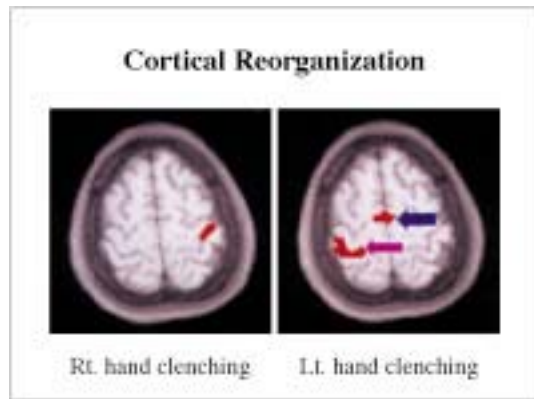 Cortical Reorganization
Rt. hand clenching
Lt. hand clenching